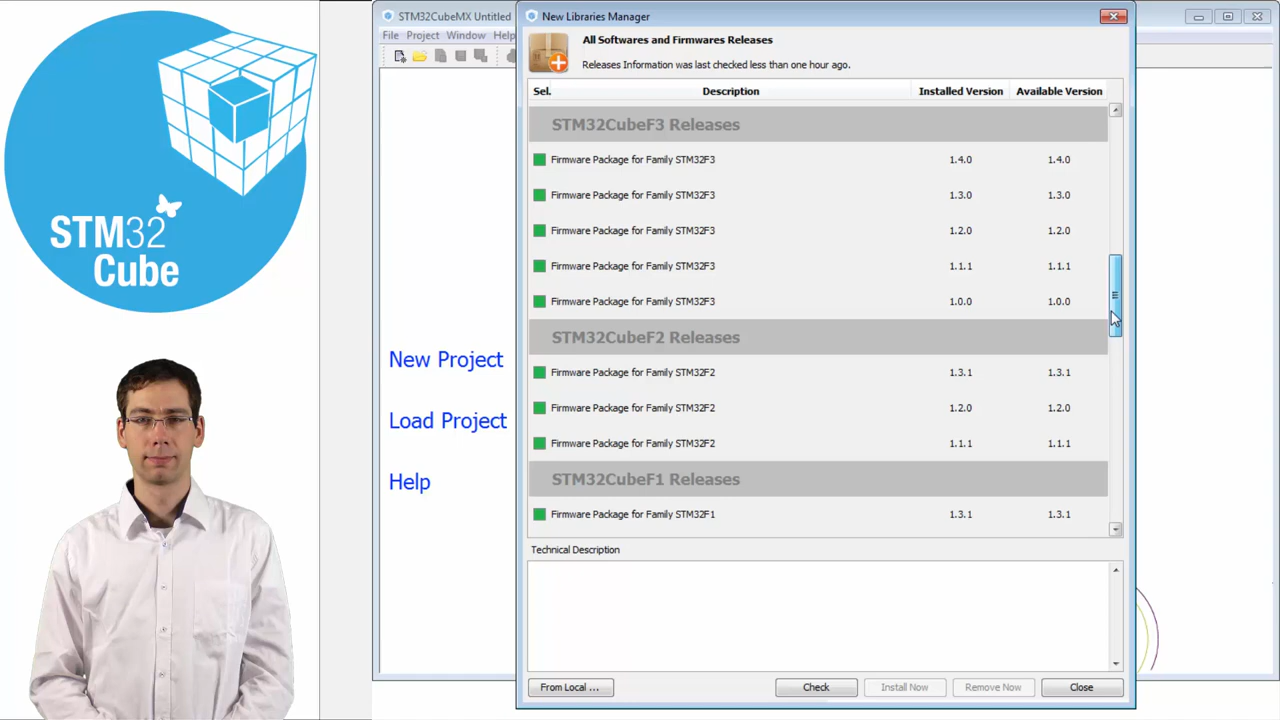 STM32
Cube
STM32CubeMX Untitled
File Project Window Help
New Project
Load Project
Help
New Libraries Manager
All Softwares and Firmwares Releases
Releases Information was last checked less than one hour ago.
Sel. Description Installed Version Available Version
STM32CubeF3 Releases
Firmware Package for Family STM32F3 1.4.0 1.4.0
Firmware Package for Family STM32F3 1.3.0 1.3.0
Firmware Package for Family STM32F3 1.2.0 1.2.0
Firmware Package for Family STM32F3 1.1.1 1.1.1
Firmware Package for Family STM32F3 1.0.0 1.0.0
STM32CubeF2 Releases
Firmware Package for Family STM32F2 1.3.1 1.3.1
Firmware Package for Family STM32F2 1.2.0 1.2.0
Firmware Package for Family STM32F2 1.1.1 1.1.1
STM32CubeF1 Releases
Firmware Package for Family STM32F1 1.3.1 1.3.1
Technical Description
From Local ... Check Install Now Remove Now Close